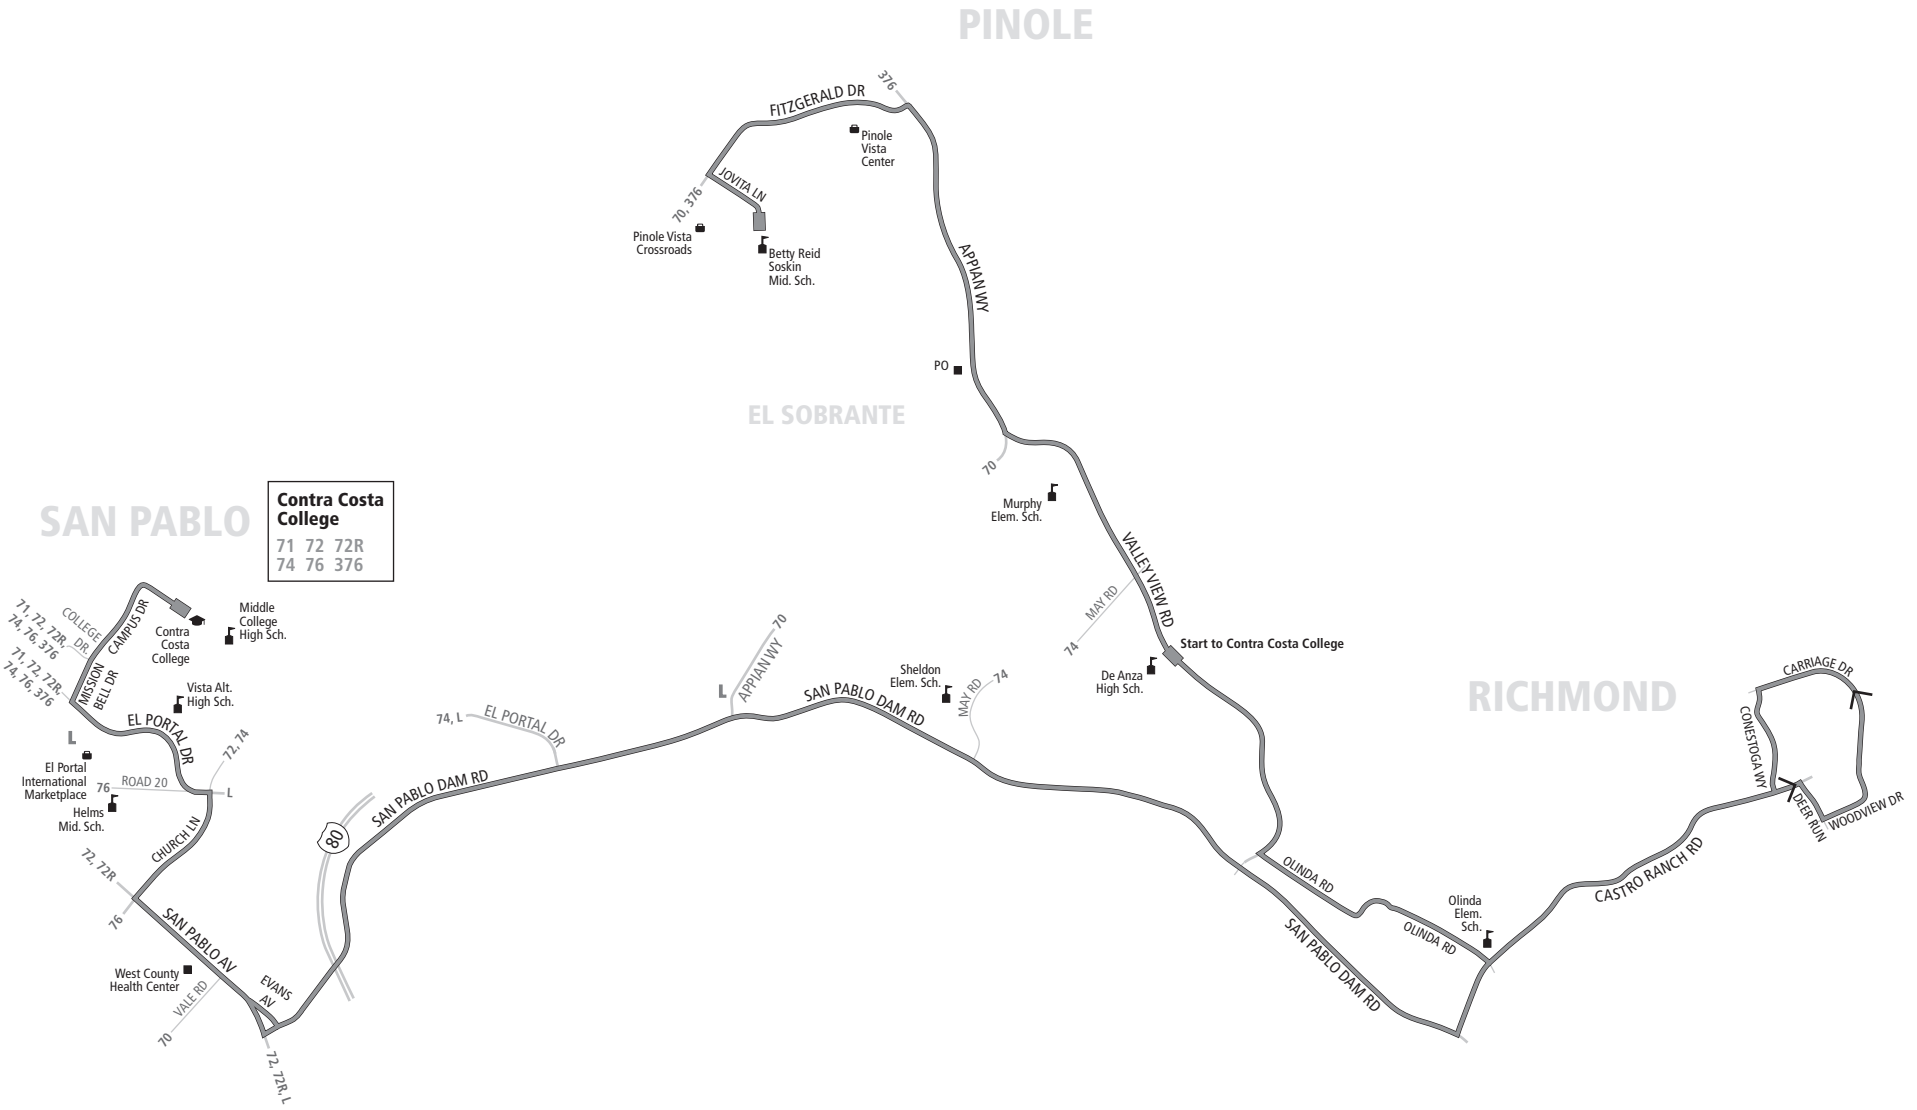 PINOLE
376
FITZGERALD DR
Pinole
Vista
Center
JOVITA LN
70, 376
Pinole Vista
Crossroads
Betty Reid
Soskin
Mid. Sch.
APPIAN WY
PO
EL SOBRANTE
70
Murphy
Elem. Sch.
SAN PABLO
Contra Costa
College
71 72 72R
74 76 376
VALLEY VIEW RD
MAY RD
74
Start to Contra Costa College
De Anza
High Sch.
RICHMOND
CARRIAGE DR
CONESTOGA WY
DEER RUN
WOODVIEW DR
CASTRO RANCH RD
71, 72, 72R,
74, 76, 376
COLLEGE
DR.
CAMPUS DR
Contra
Costa
College
Middle
College
High Sch.
71, 72, 72R,
74, 76, 376
MISSION
BELL DR
Vista Alt.
High Sch.
EL PORTAL DR
L
El Portal
International
Marketplace
72, 74
76
ROAD 20
L
Helms
Mid. Sch.
CHURCH LN
72, 72R
76
SAN PABLO AV
West County
Health Center
VALE RD
70
EVANS
AV
72, 72R, L
80
SAN PABLO DAM RD
74, L
EL PORTAL DR
L
APPIAN WY
70
SAN PABLO DAM RD
Sheldon
Elem. Sch.
MAY RD
74
OLINDA RD
OLINDA RD
Olinda
Elem.
Sch.
SAN PABLO DAM RD